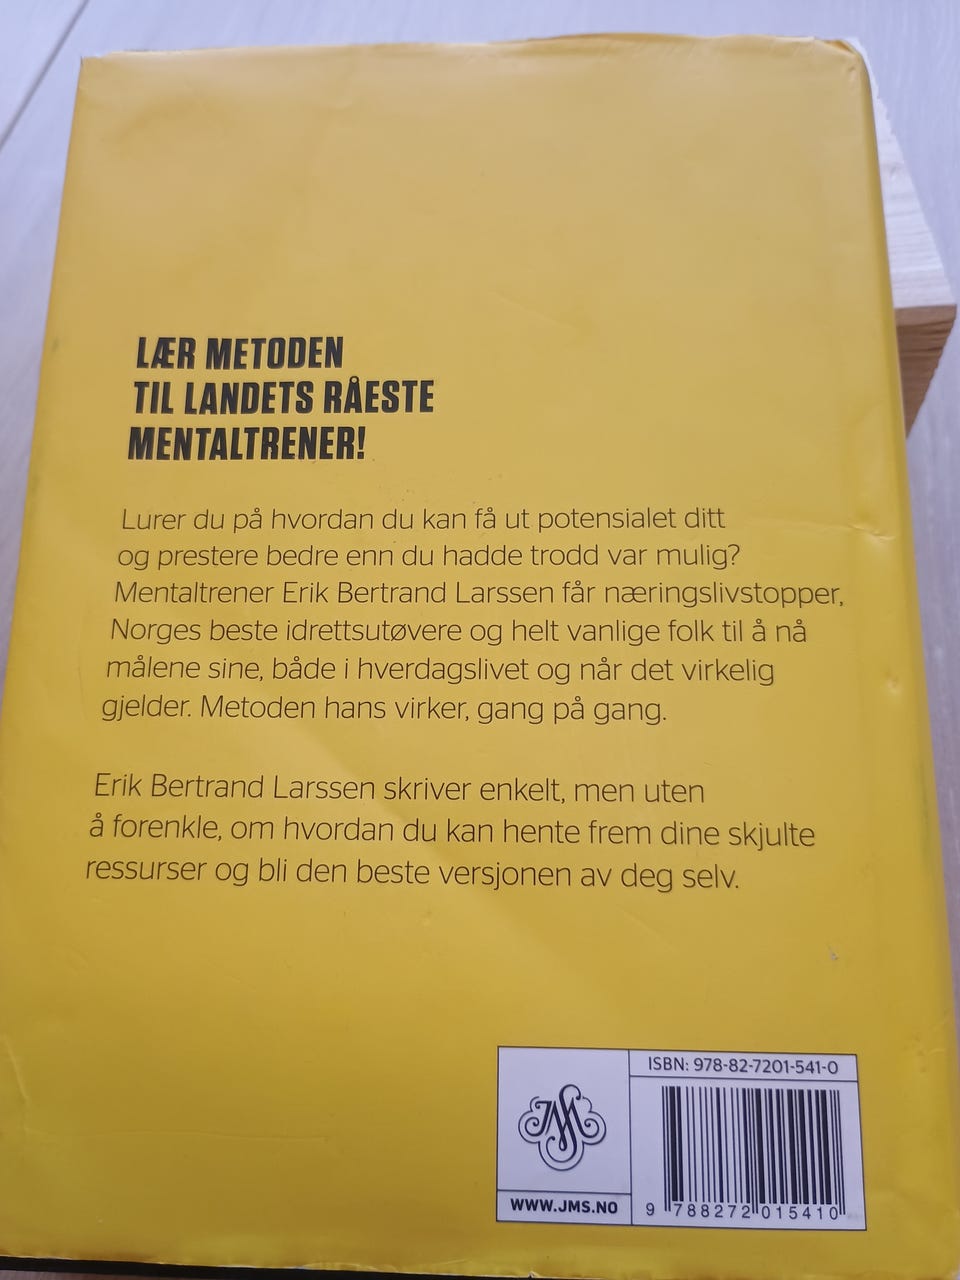 LÆR METODEN
TIL LANDETS RÅESTE
MENTALTRENER!
Lurer du på hvordan du kan få ut potensialet ditt
og prestere bedre enn du hadde trodd var mulig?
Mentaltrener Erik Bertrand Larssen får næringslivstopper,
Norges beste idrettsutøvere og helt vanlige folk til å nå
målene sine, både i hverdagslivet og når det virkelig
gjelder. Metoden hans virker, gang på gang.
Erik Bertrand Larssen skriver enkelt, men uten
å forenkle, om hvordan du kan hente frem dine skjulte
ressurser og bli den beste versjonen av deg selv.
ISBN: 978-82-7201-541-0
JMS
WWW.JMS.NO
9 788272 015410